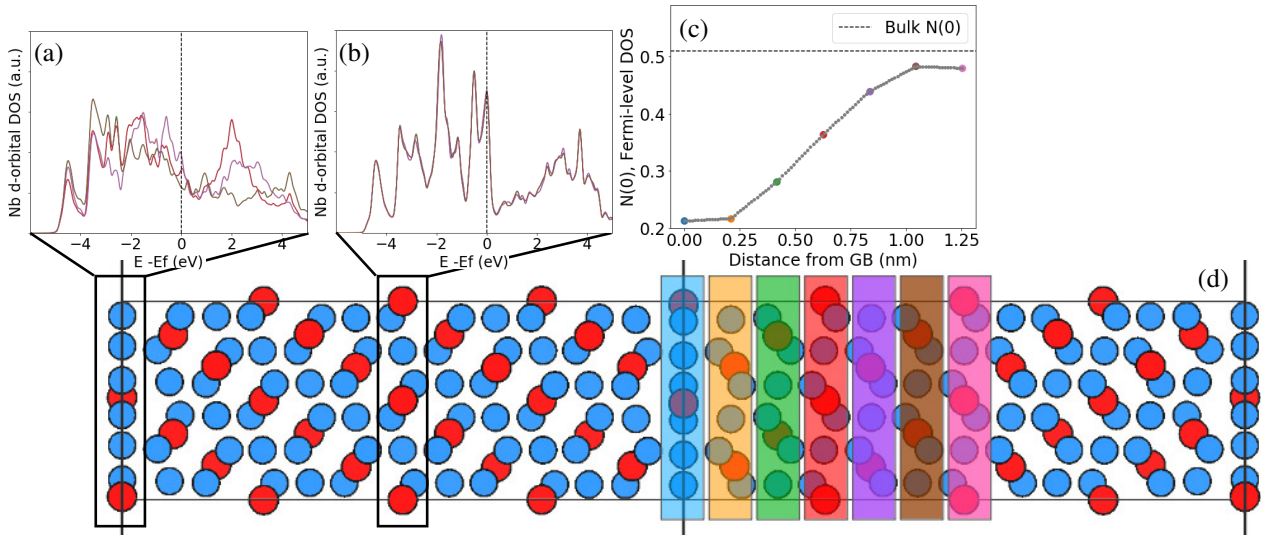 (a)
Nb d-orbital DOS (a.u.)
−4 −2 0 2 4
E -Ef (eV)
(b)
Nb d-orbital DOS (a.u.)
−4 −2 0 2 4
E -Ef (eV)
(c)
Bulk N(0)
N(0), Fermi-level DOS
0.5
0.4
0.3
0.2
0.00 0.25 0.50 0.75 1.00 1.25
Distance from GB (nm)
(d)